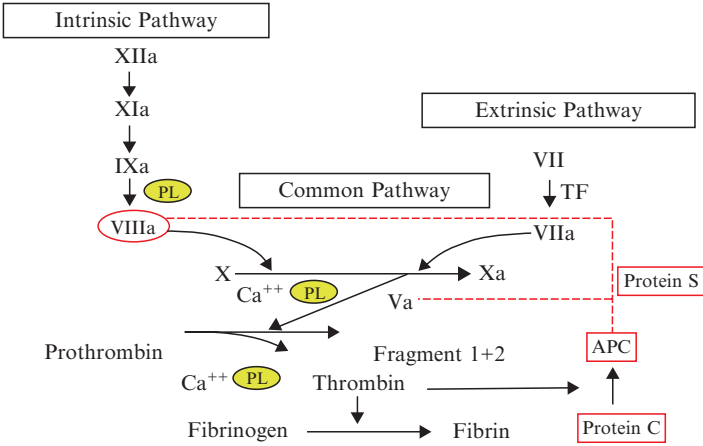 Intrinsic Pathway
XIIa
XIa
Extrinsic Pathway
IXa
VII
PL
Common Pathway
TF
VIIIa
VIIa
X
Xa
Ca⁺⁺ PL
Va
Protein S
Prothrombin
Fragment 1+2
APC
Ca⁺⁺ PL
Thrombin
Fibrinogen
Fibrin
Protein C